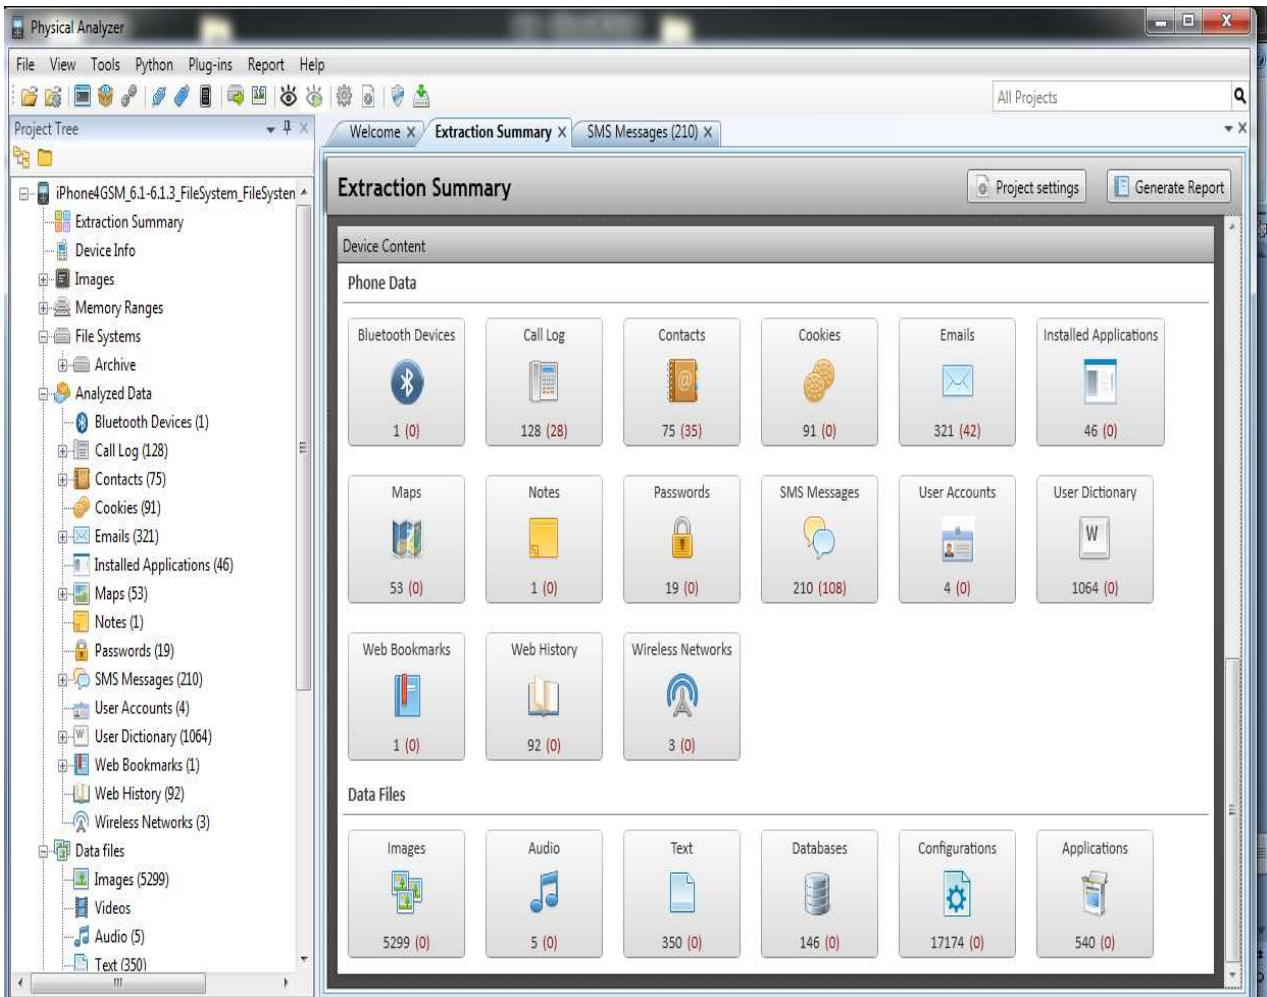 Physical Analyzer
File View Tools Python Plug-ins Report Help
All Projects
Project Tree
Welcome X Extraction Summary X SMS Messages (210) X
iPhone4GSM_6.1-6.1.3_FileSystem_FileSysten
Extraction Summary
Device Info
Images
Memory Ranges
File Systems
Archive
Analyzed Data
Bluetooth Devices (1)
Call Log (128)
Contacts (75)
Cookies (91)
Emails (321)
Installed Applications (46)
Maps (53)
Notes (1)
Passwords (19)
SMS Messages (210)
User Accounts (4)
User Dictionary (1064)
Web Bookmarks (1)
Web History (92)
Wireless Networks (3)
Data files
Images (5299)
Videos
Audio (5)
Text (350)
Extraction Summary
Project settings Generate Report
Device Content
Phone Data
Bluetooth Devices Call Log Contacts Cookies Emails Installed Applications
1 (0) 128 (28) 75 (35) 91 (0) 321 (42) 46 (0)
Maps Notes Passwords SMS Messages User Accounts User Dictionary
W
53 (0) 1 (0) 19 (0) 210 (108) 4 (0) 1064 (0)
Web Bookmarks Web History Wireless Networks
1 (0) 92 (0) 3 (0)
Data Files
Images Audio Text Databases Configurations Applications
5299 (0) 5 (0) 350 (0) 146 (0) 17174 (0) 540 (0)